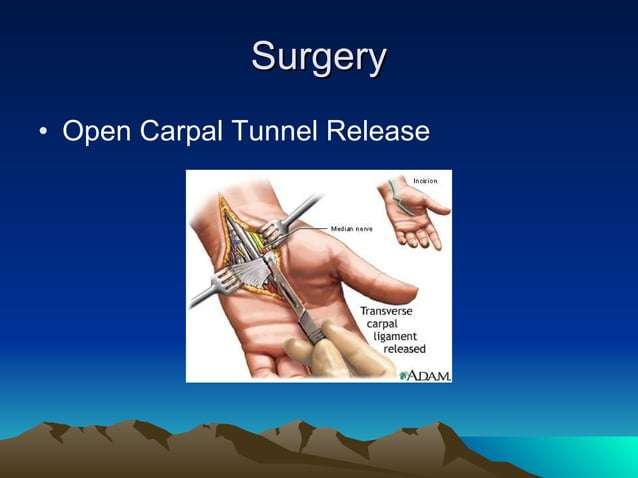 Surgery
• Open Carpal Tunnel Release
Incision
Median nerve
Transverse
carpal
ligament
released
ADAM.